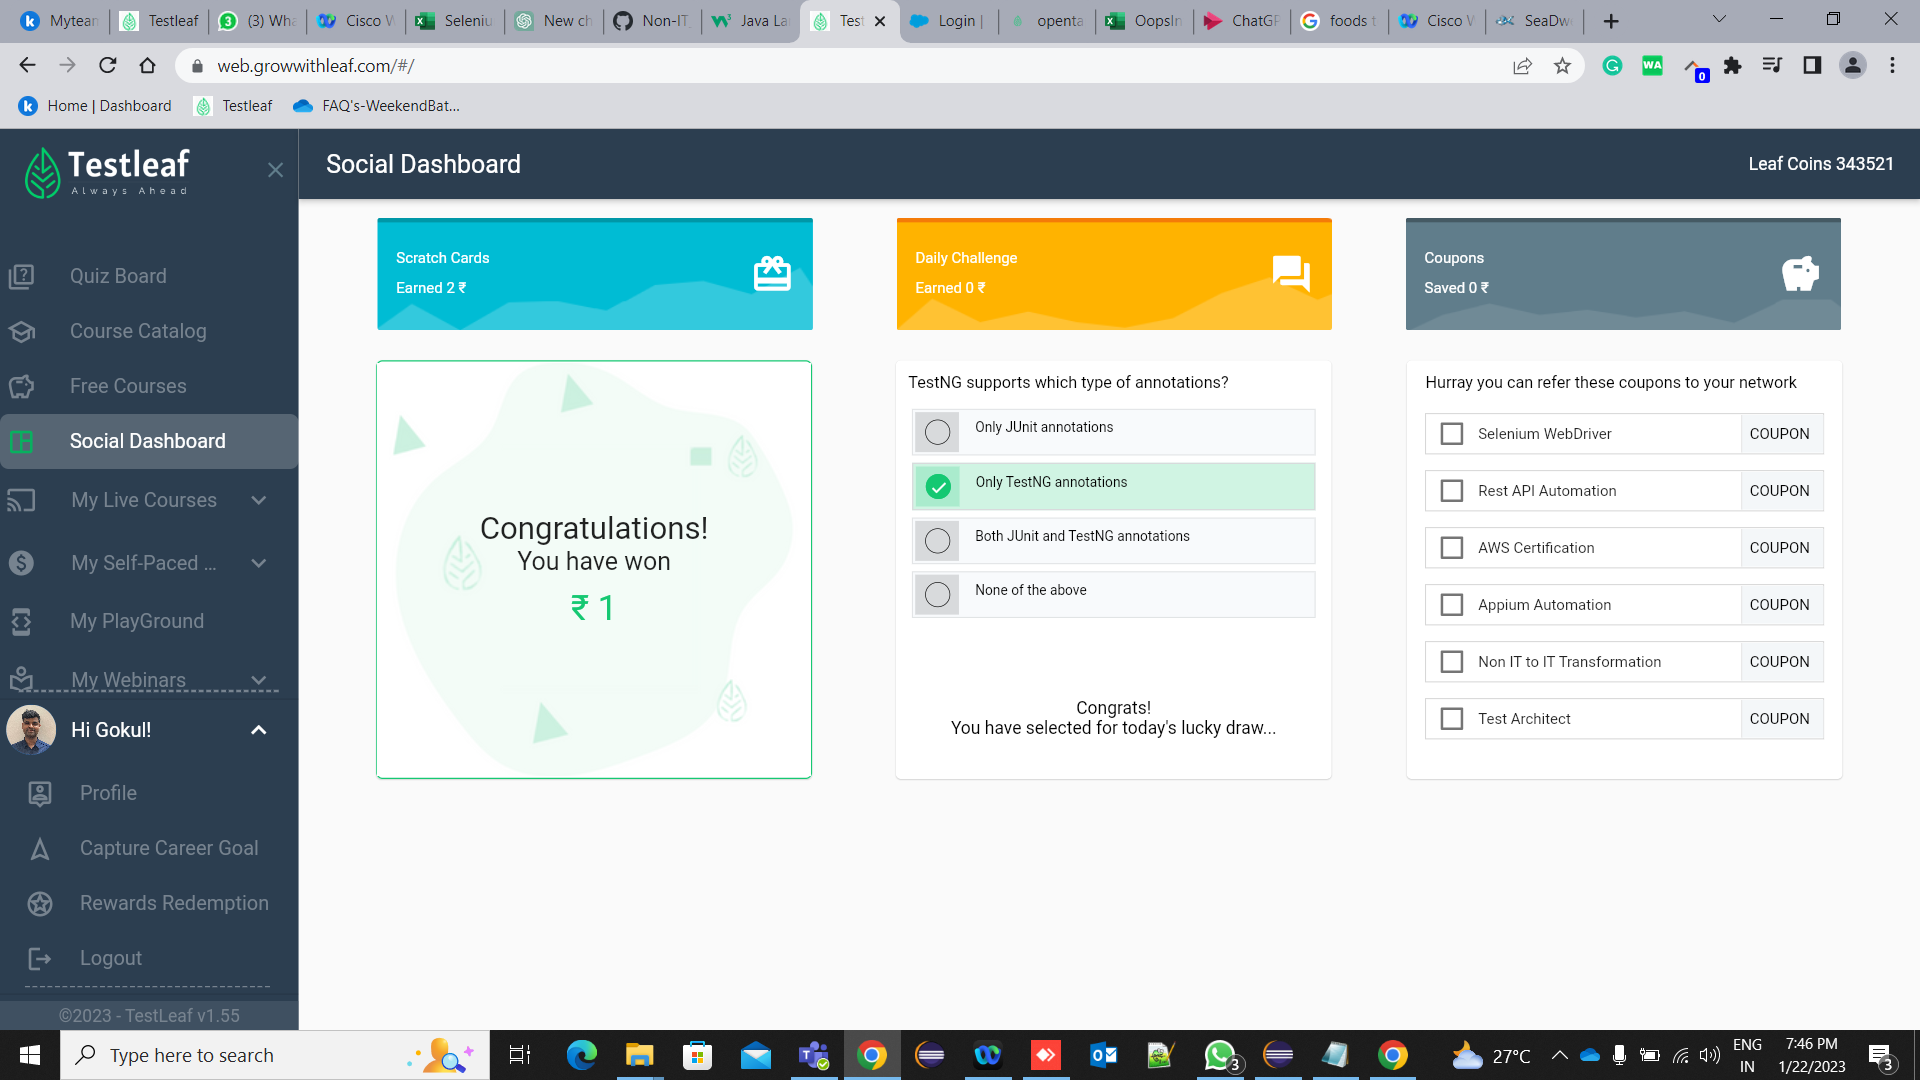 Mytean
Testleaf
(3) Wha
Cisco W
Seleniu
New ch
Non-IT_
Java La
Test
Login |
openta
OopsIn
ChatGP
foods t
Cisco W
SeaDwe
web.growwithleaf.com/#/
WA
0
Home | Dashboard
Testleaf
FAQ's-WeekendBat...
Testleaf
Always Ahead
Social Dashboard
Leaf Coins 343521
Quiz Board
Course Catalog
Free Courses
Social Dashboard
My Live Courses
My Self-Paced ...
My PlayGround
My Webinars
Hi Gokul!
Profile
Capture Career Goal
Rewards Redemption
Logout
©2023 - TestLeaf v1.55
Scratch Cards
Earned 2 ₹
Daily Challenge
Earned 0 ₹
Coupons
Saved 0 ₹
Congratulations!
You have won
₹ 1
TestNG supports which type of annotations?
Only JUnit annotations
Only TestNG annotations
Both JUnit and TestNG annotations
None of the above
Congrats!
You have selected for today's lucky draw...
Hurray you can refer these coupons to your network
Selenium WebDriver COUPON
Rest API Automation COUPON
AWS Certification COUPON
Appium Automation COUPON
Non IT to IT Transformation COUPON
Test Architect COUPON
Type here to search
3
27°C
ENG
IN
7:46 PM
1/22/2023
3